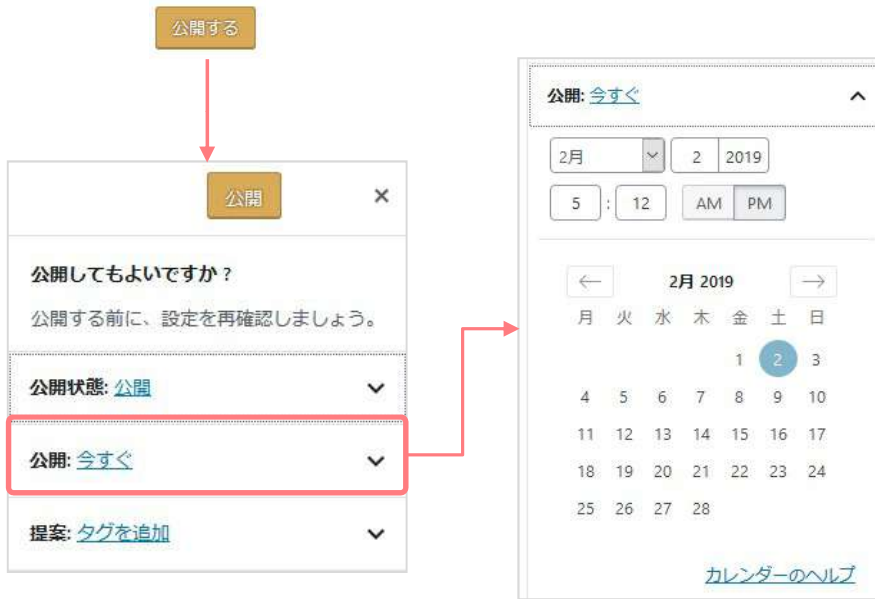 公開する
公開
×
公開してもよいですか？
公開する前に、設定を再確認しましょう。
公開状態: 公開
公開: 今すぐ
提案: タグを追加
公開: 今すぐ
2月 2 2019
5 : 12 AM PM
← 2月 2019 →
月 火 水 木 金 土 日
1 2 3
4 5 6 7 8 9 10
11 12 13 14 15 16 17
18 19 20 21 22 23 24
25 26 27 28
カレンダーのヘルプ